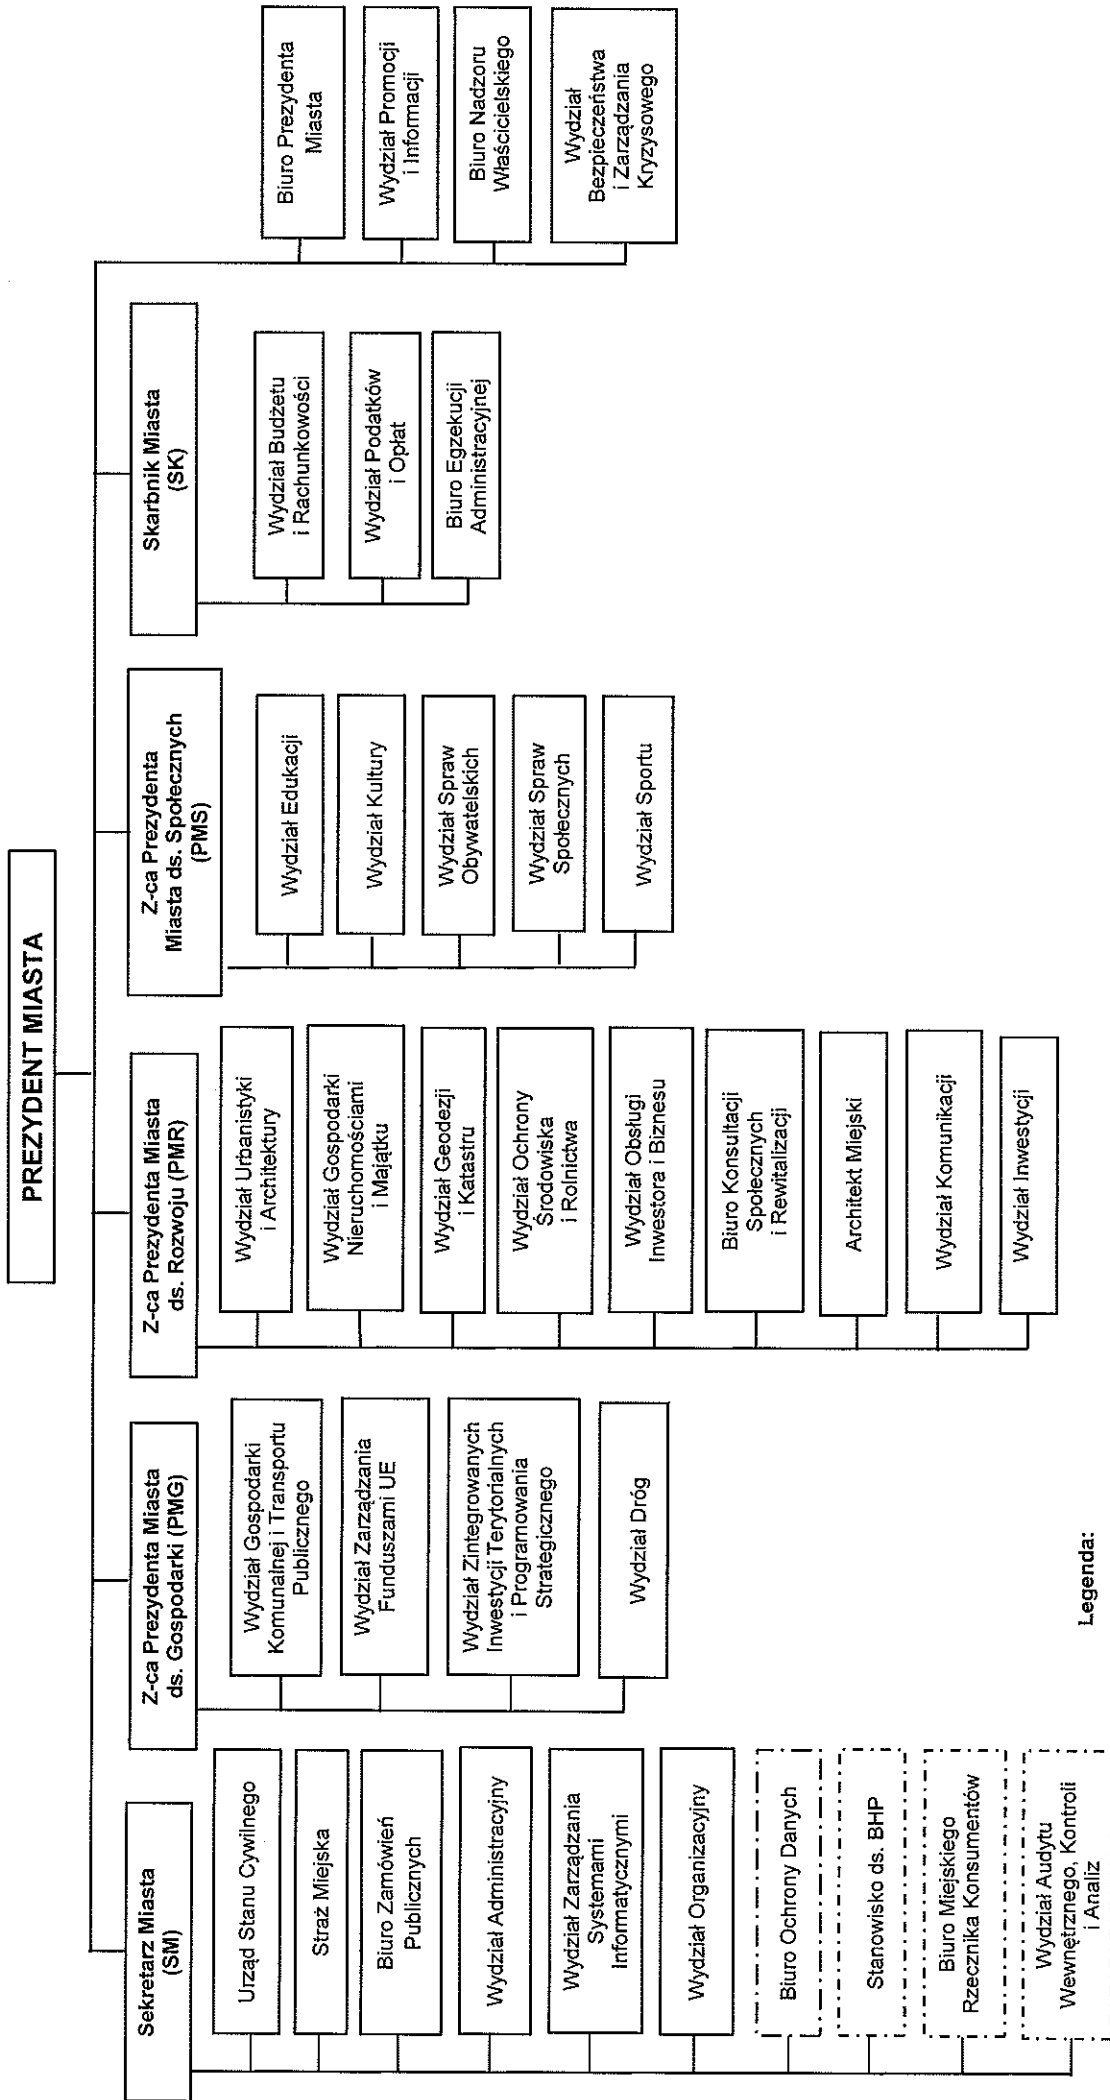 PREZYDENT MIASTA
Sekretarz Miasta
(SM)
Urząd Stanu Cywilnego
Straż Miejska
Biuro Zamówień
Publicznych
Wydział Administracyjny
Wydział Zarządzania
Systemami
Informatycznymi
Wydział Organizacyjny
Biuro Ochrony Danych
Stanowisko ds. BHP
Biuro Miejskiego
Rzecznika Konsumentów
Wydział Audytu
Wewnętrznego, Kontroli
i Analiz
Z-ca Prezydenta Miasta
ds. Gospodarki (PMG)
Wydział Gospodarki
Komunalnej i Transportu
Publicznego
Wydział Zarządzania
Funduszami UE
Wydział Zintegrowanych
Inwestycji Terytorialnych
i Programowania
Strategicznego
Wydział Dróg
Z-ca Prezydenta Miasta
ds. Rozwoju (PMR)
Wydział Urbanistyki
i Architektury
Wydział Gospodarki
Nieruchomościami
i Majątku
Wydział Geodezji
i Katastru
Wydział Ochrony
Środowiska
i Rolnictwa
Wydział Obsługi
Inwestora i Biznesu
Biuro Konsultacji
Społecznych
i Rewitalizacji
Architekt Miejski
Wydział Komunikacji
Wydział Inwestycji
Z-ca Prezydenta
Miasta ds. Społecznych
(PMS)
Wydział Edukacji
Wydział Kultury
Wydział Spraw
Obywatelskich
Wydział Spraw
Społecznych
Wydział Sportu
Skarbnik Miasta
(SK)
Wydział Budżetu
i Rachunkowości
Wydział Podatków
i Opłat
Biuro Egzekucji
Administracyjnej
Biuro Prezydenta
Miasta
Wydział Promocji
i Informacji
Biuro Nadzoru
Właścicielskiego
Wydział
Bezpieczeństwa
i Zarządzania
Kryzysowego
Legenda: